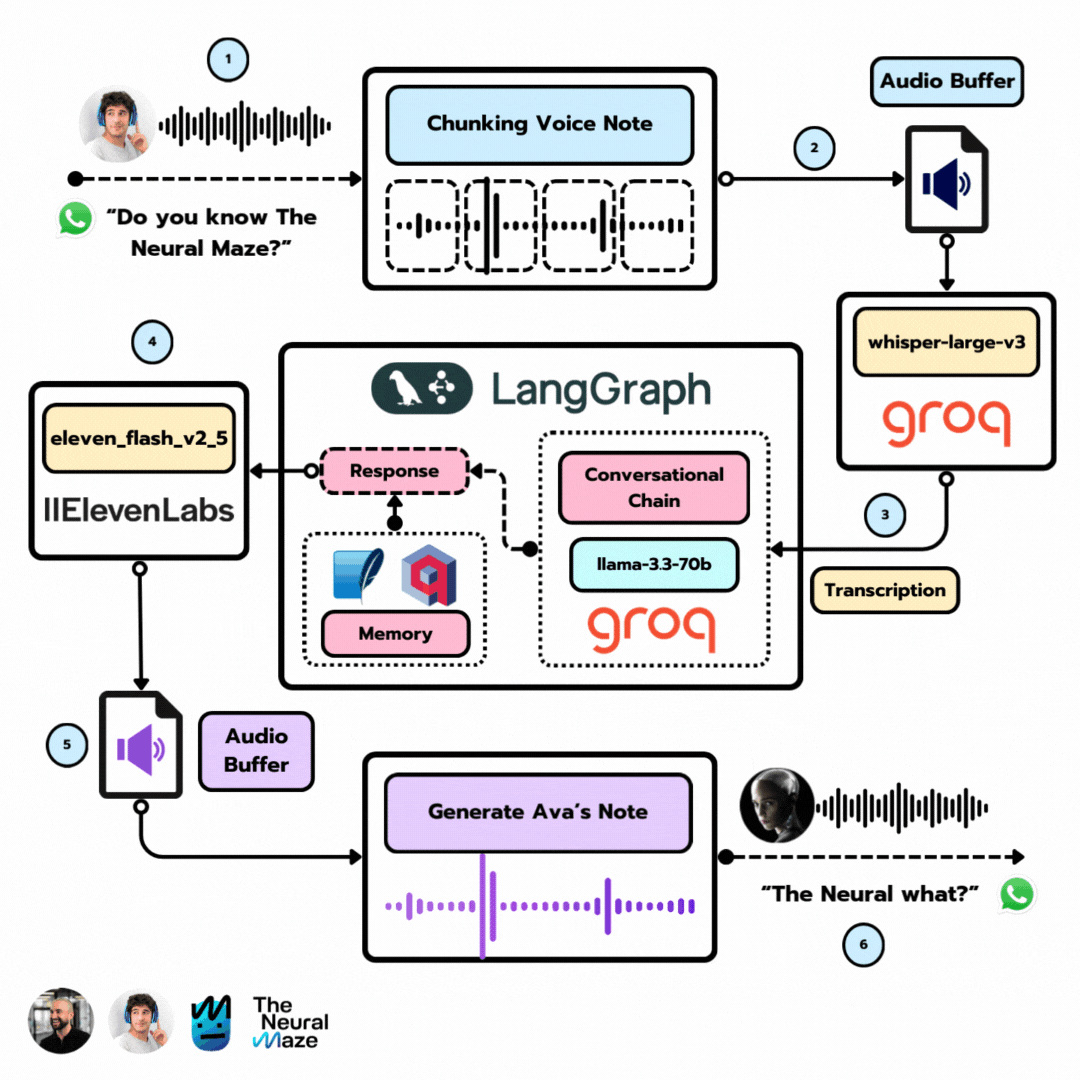 1
Chunking Voice Note
Audio Buffer
2
“Do you know The
Neural Maze?”
whisper-large-v3
groq
3
Transcription
LangGraph
Conversational
Chain
llama-3.3-70b
groq
Response
Memory
4
eleven_flash_v2_5
IIElevenLabs
5
Audio
Buffer
Generate Ava’s Note
“The Neural what?”
6
The
Neural
Maze